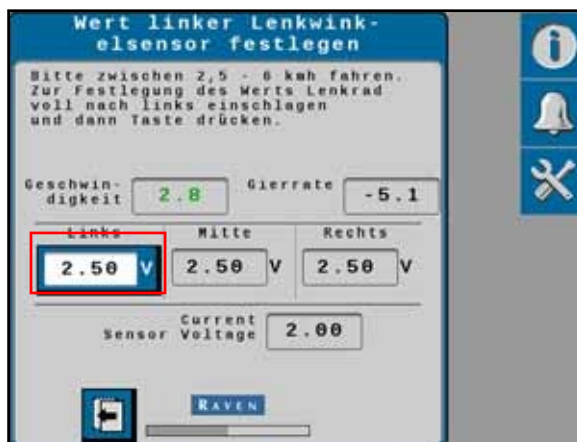 Wert linker Lenkwink-
elsensor festlegen
Bitte zwischen 2,5 - 6 kmh fahren.
Zur Festlegung des Werts Lenkrad
voll nach links einschlagen
und dann Taste drücken.
Geschwin-
digkeit 2.8 Gierrate -5.1
Links Mitte Rechts
2.50 V 2.50 V 2.50 V
Current
Sensor Voltage 2.00
RAVEN